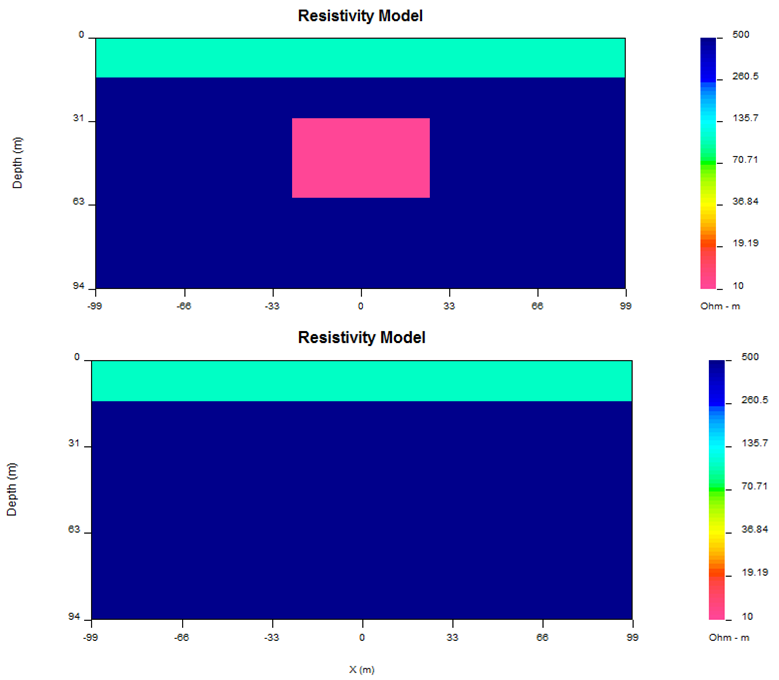 Resistivity Model
0
31
63
94
Depth (m)
-99 -66 -33 0 33 66 99
500
260.5
135.7
70.71
36.84
19.19
10
Ohm - m
Resistivity Model
0
31
63
94
Depth (m)
-99 -66 -33 0 33 66 99
X (m)
500
260.5
135.7
70.71
36.84
19.19
10
Ohm - m